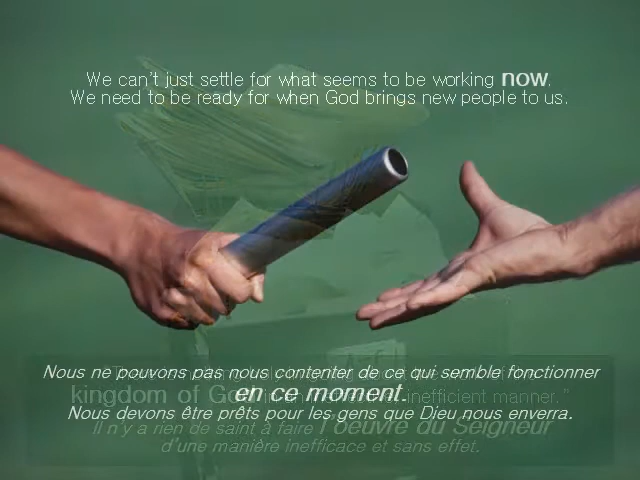 We can't just settle for what seems to be working now.
We need to be ready for when God brings new people to us.
Nous ne pouvons pas nous contenter de ce qui semble fonctionner
en ce moment.
kingdom of God inefficient manner."
Nous devons être prêts pour les gens que Dieu nous enverra.
Il n'y a rien de saint à faire l'oeuvre du Seigneur
d'une manière inefficace et sans effet.